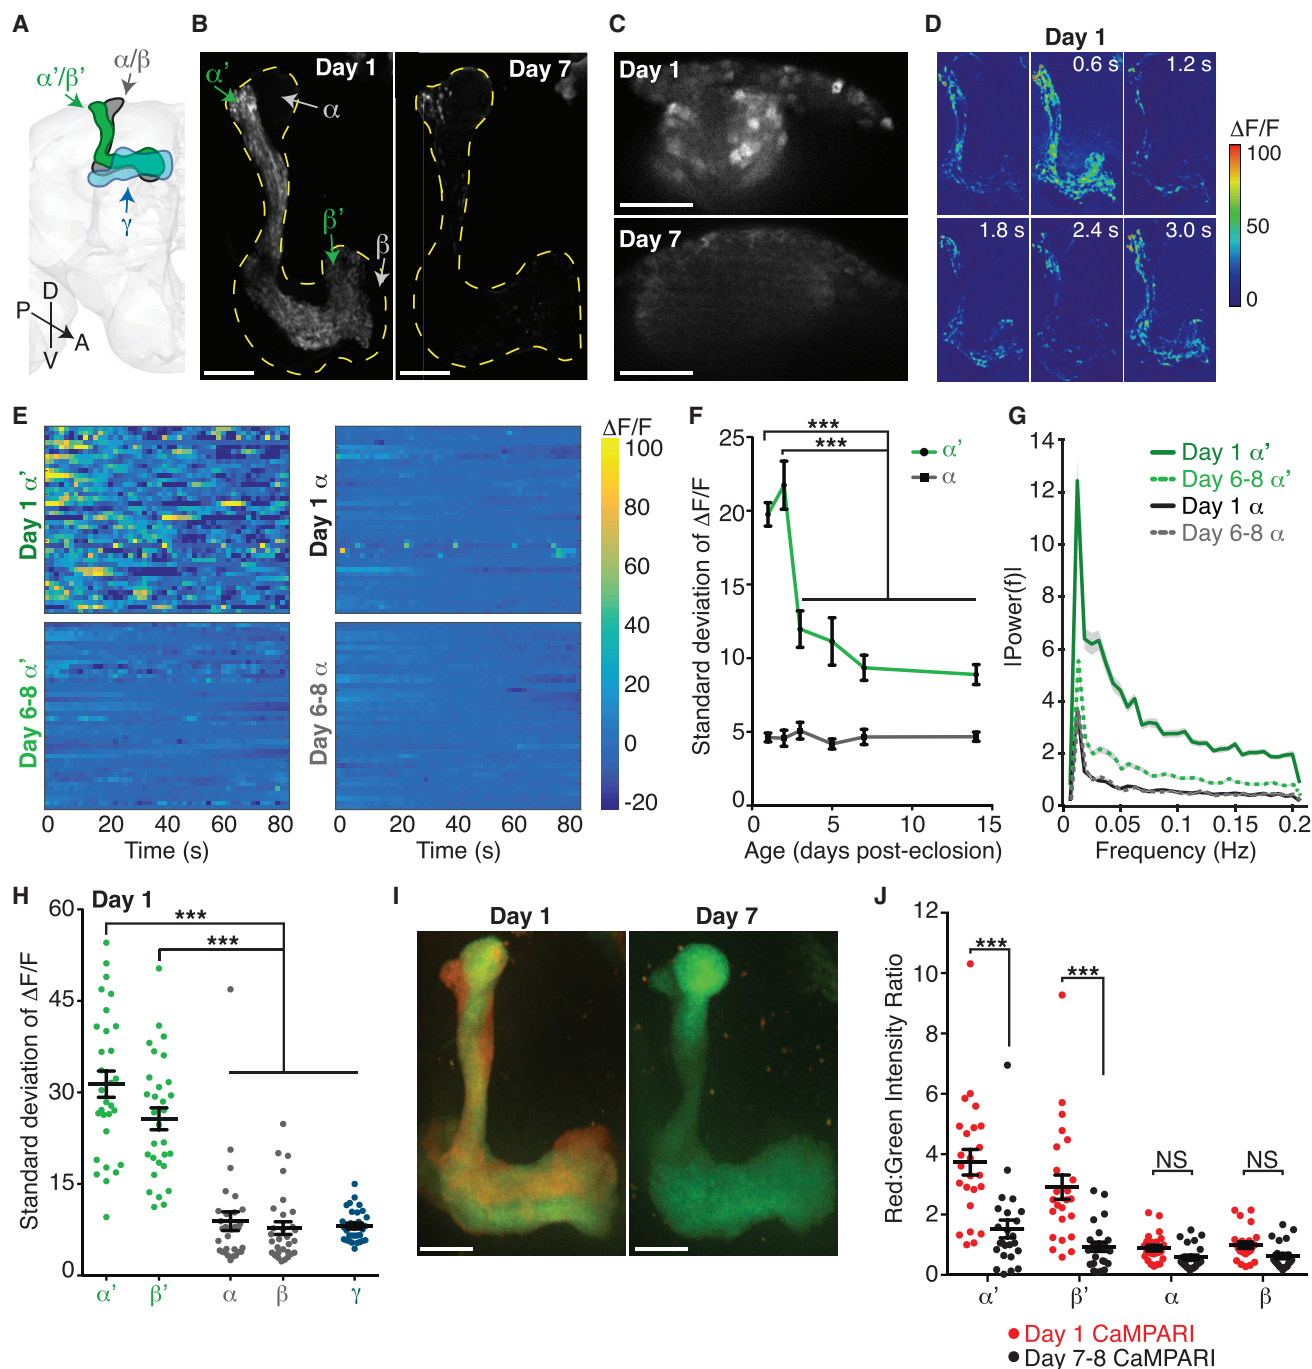 A
α'/β'
α/β
γ
D
P
A
V
B
Day 1
Day 7
α'
α
β'
β
C
Day 1
Day 7
D
Day 1
0.6 s
1.2 s
1.8 s
2.4 s
3.0 s
ΔF/F
100
50
0
E
Day 1 α'
Day 1 α
Day 6-8 α'
Day 6-8 α
0 20 40 60 80
Time (s)
0 20 40 60 80
Time (s)
ΔF/F
100
80
60
40
20
0
-20
F
***
***
α'
α
Standard deviation of ΔF/F
25
20
15
10
5
0
0 5 10 15
Age (days post-eclosion)
G
Day 1 α'
Day 6-8 α'
Day 1 α
Day 6-8 α
|Power(f)|
14
12
10
8
6
4
2
0
0 0.05 0.1 0.15 0.2
Frequency (Hz)
H
Day 1
***
***
Standard deviation of ΔF/F
60
45
30
15
0
α' β' α β γ
I
Day 1
Day 7
J
Red:Green Intensity Ratio
12
10
8
6
4
2
0
***
***
NS
NS
α' β' α β
Day 1 CaMPARI
Day 7-8 CaMPARI